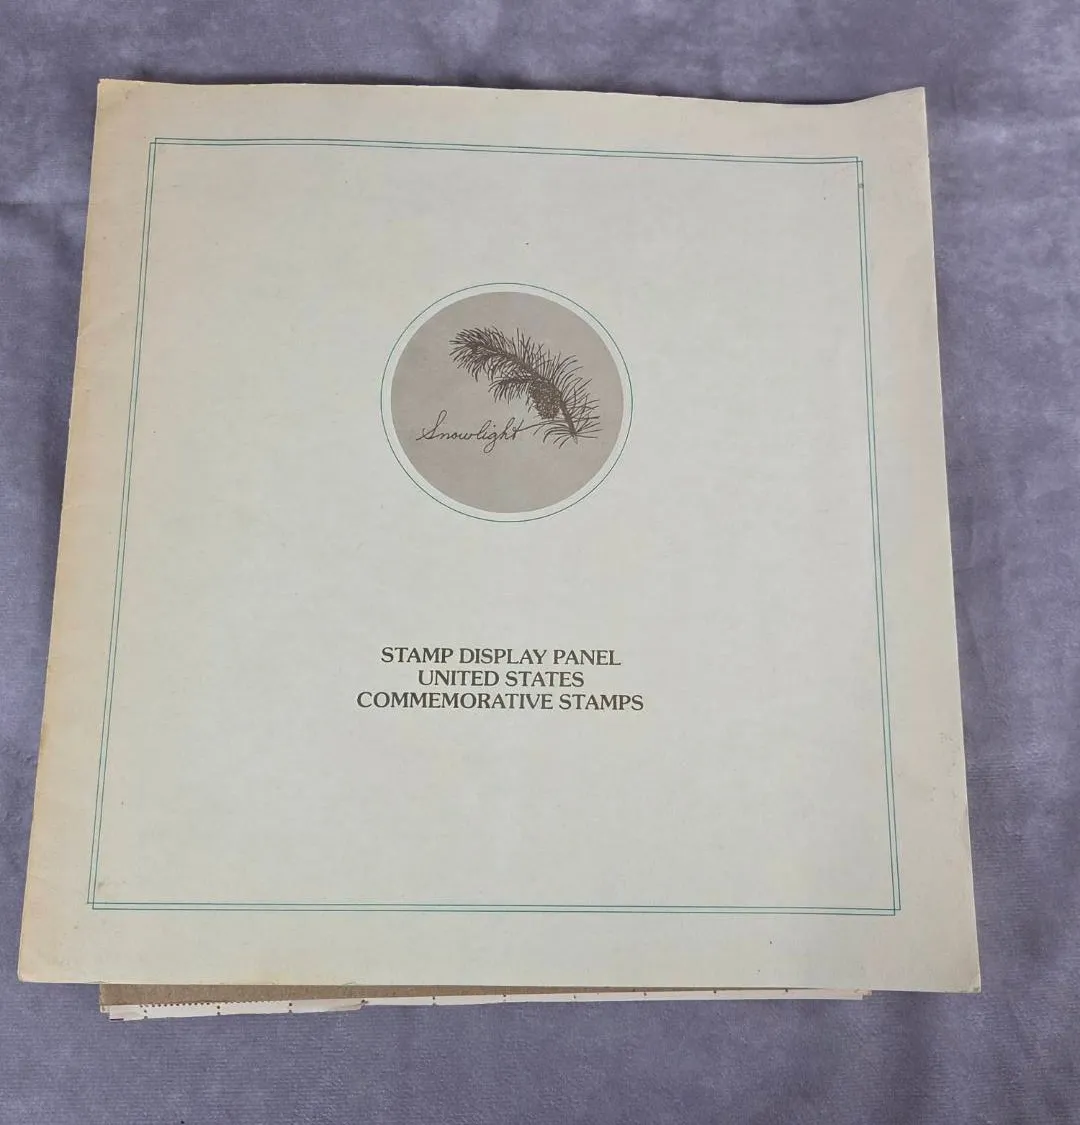 Snowlight
STAMP DISPLAY PANEL
UNITED STATES
COMMEMORATIVE STAMPS